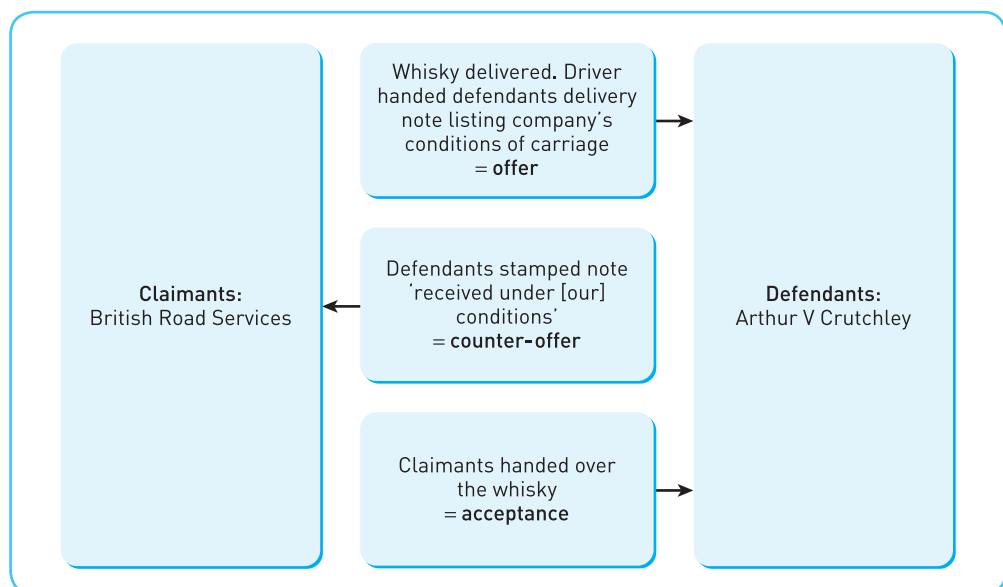 Whisky delivered. Driver
handed defendants delivery
note listing company's
conditions of carriage
= offer
Claimants:
British Road Services
Defendants stamped note
'received under [our]
conditions'
= counter-offer
Defendants:
Arthur V Crutchley
Claimants handed over
the whisky
= acceptance